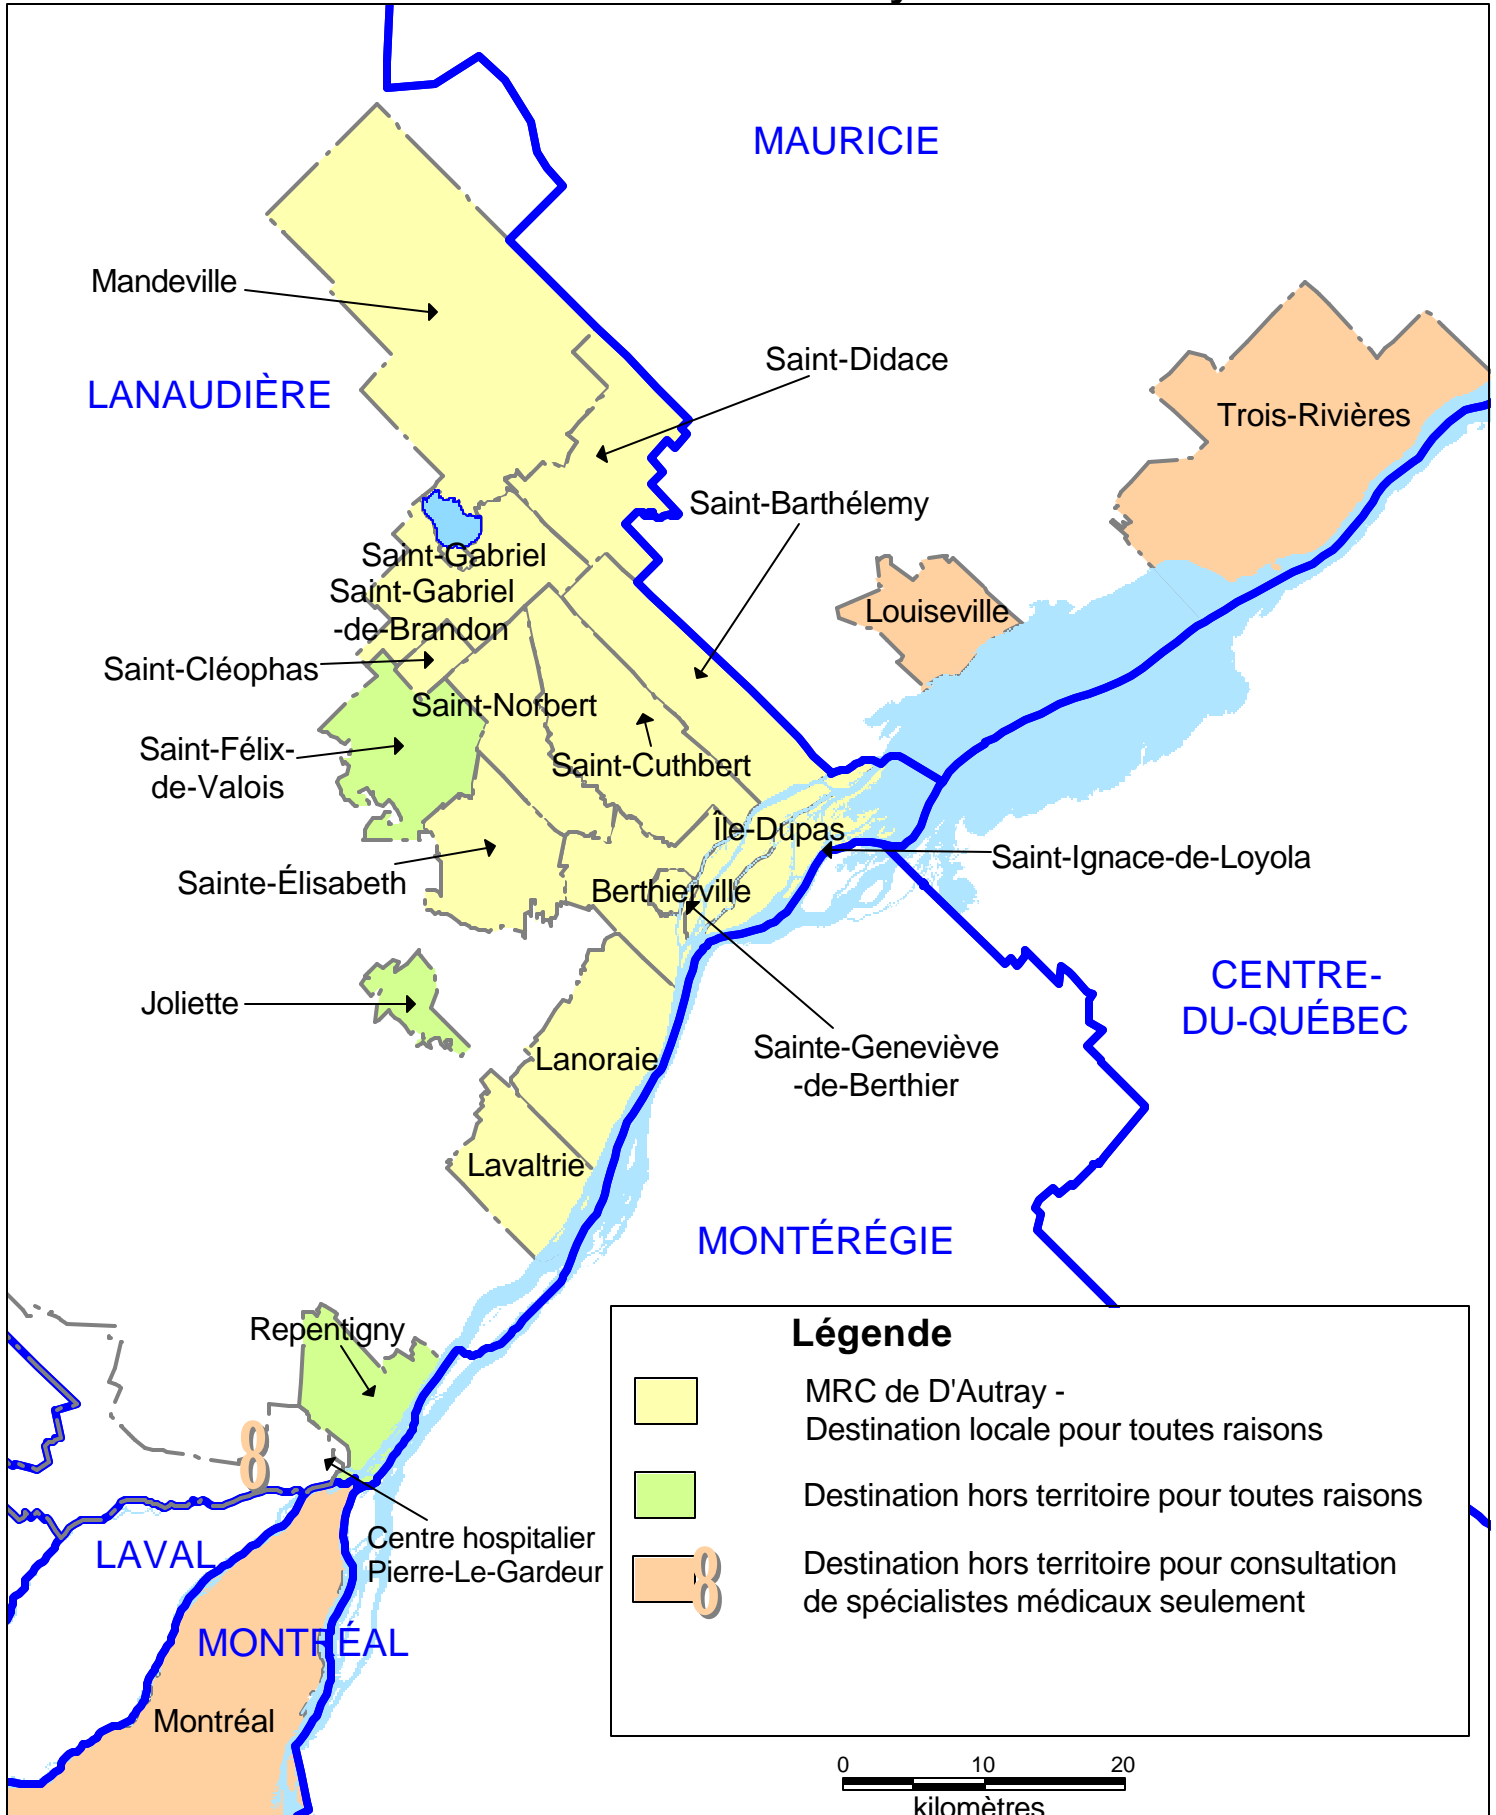 MAURICIE
Mandeville
Saint-Didace
LANAUDIÈRE
Trois-Rivières
Saint-Barthélemy
Saint-Gabriel
Saint-Gabriel
-de-Brandon
Louiseville
Saint-Cléophas
Saint-Norbert
Saint-Félix-
de-Valois
Saint-Cuthbert
Île-Dupas
Saint-Ignace-de-Loyola
Sainte-Élisabeth
Berthierville
CENTRE-
DU-QUÉBEC
Joliette
Sainte-Geneviève
-de-Berthier
Lanoraie
Lavaltrie
MONTÉRÉGIE
Repentigny
Centre hospitalier
Pierre-Le-Gardeur
LAVAL
MONTRÉAL
Montréal
Légende
MRC de D'Autray -
Destination locale pour toutes raisons
Destination hors territoire pour toutes raisons
Destination hors territoire pour consultation
de spécialistes médicaux seulement
0 10 20
kilomètres